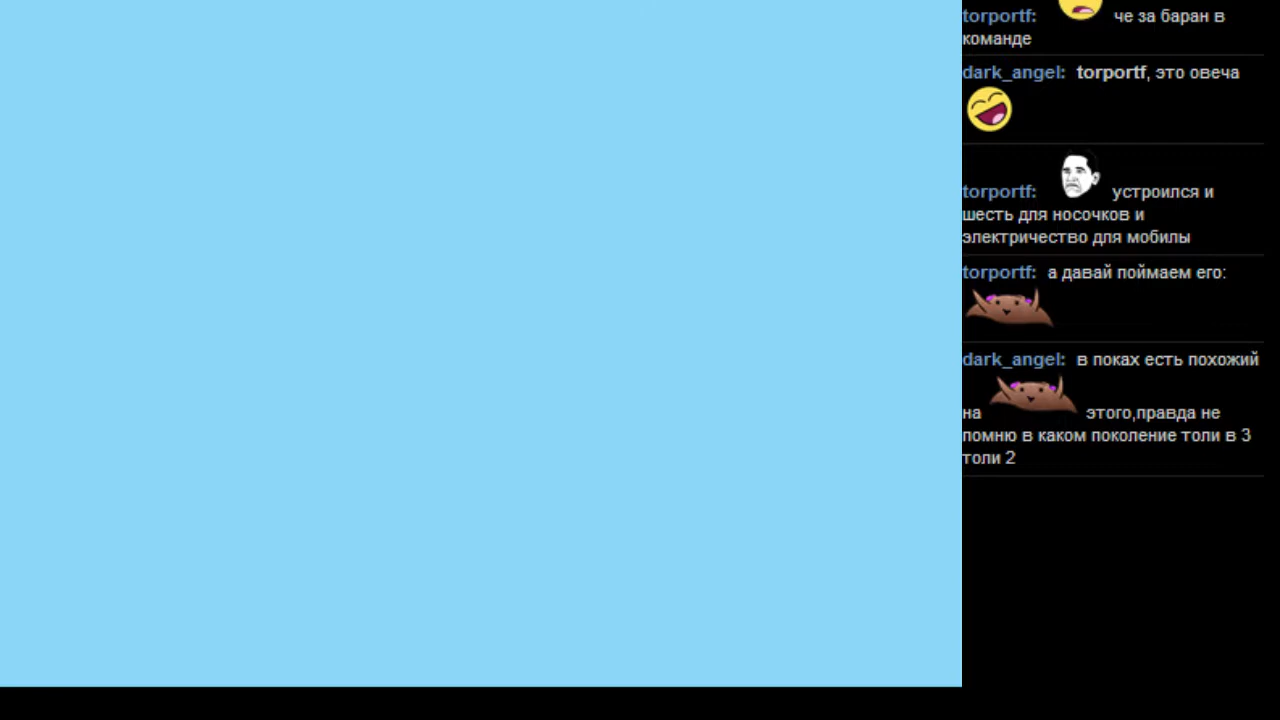 torportf: че за баран в
команде
dark_angel: torportf, это овеча
torportf: устроился и
шесть для носочков и
электричество для мобилы
torportf: а давай поймаем его:
dark_angel: в поках есть похожий
на этого,правда не
помню в каком поколение толи в 3
толи 2